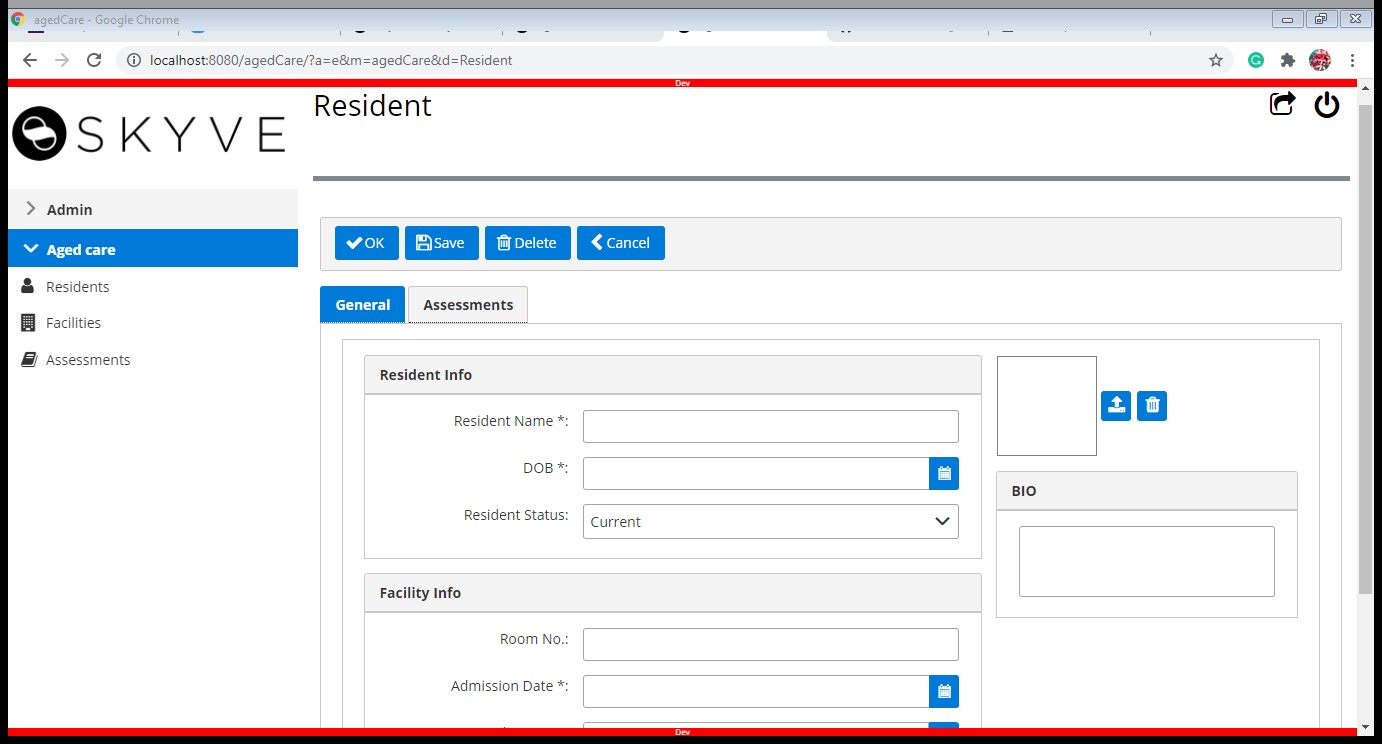 agedCare - Google Chrome
localhost:8080/agedCare/?a=e&m=agedCare&d=Resident
Dev
SKYVE
Resident
Admin
Aged care
Residents
Facilities
Assessments
OK Save Delete Cancel
General Assessments
Resident Info
Resident Name *:
DOB *:
Resident Status: Current
BIO
Facility Info
Room No.:
Admission Date *:
Dev